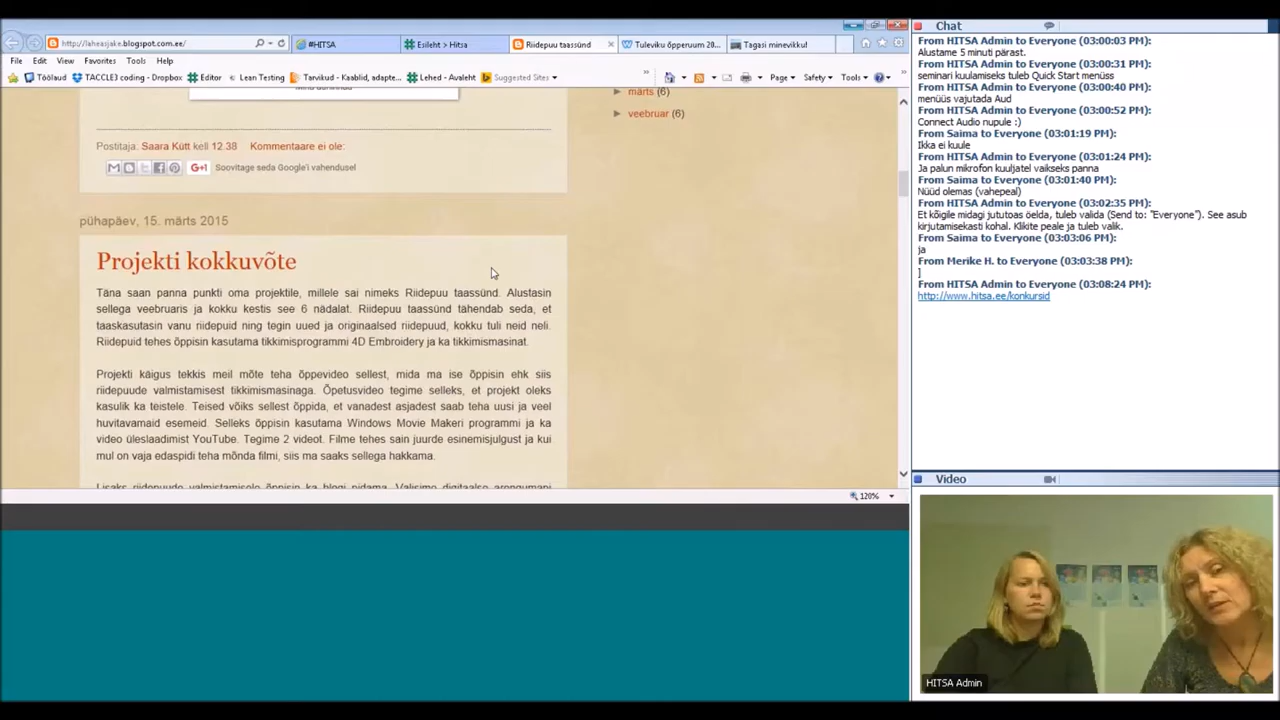 http://laheasjake.blogspot.com.ee/
#HITSA
Esileht > Hitsa
Riidepuu taassünd
Tuleviku õpperuum 20...
Tagasi minevikku!
File Edit View Favorites Tools Help
Töölaud TACCLE3 coding - Dropbox Editor Lean Testing Tarvikud - Kaablid, adapte... Lehed - Avaleht Suggested Sites
Page Safety Tools
märts (6)
veebruar (6)
Postitaja: Saara Kütt kell 12.38 Kommentaare ei ole:
G+1 Soovitage seda Google'i vahendusel
pühapäev, 15. märts 2015
Projekti kokkuvõte
Täna saan panna punkti oma projektile, millele sai nimeks Riidepuu taassünd. Alustasin
sellega veebruaris ja kokku kestis see 6 nädalat. Riidepuu taassünd tähendab seda, et
taaskasutasin vanu riidepuid ning tegin uued ja originaalsed riidepuud, kokku tuli neid neli.
Riidepuid tehes õppisin kasutama tikkimisprogrammi 4D Embroidery ja ka tikkimismasinat.
Projekti käigus tekkis meil mõte teha õppevideo sellest, mida ma ise õppisin ehk siis
riidepuude valmistamisest tikkimismasinaga. Õpetusvideo tegime selleks, et projekt oleks
kasulik ka teistele. Teised võiks sellest õppida, et vanadest asjadest saab teha uusi ja veel
huvitavamaid esemeid. Selleks õppisin kasutama Windows Movie Makeri programmi ja ka
video üleslaadimist YouTube. Tegime 2 videot. Filme tehes sain juurde esinemisjulgust ja kui
mul on vaja edaspidi teha mõnda filmi, siis ma saaks sellega hakkama.
Lisaks riidepuude valmistamisele õppisin ka blogi pidama. Valisime digitaalse arengumapi
120%
Chat
From HITSA Admin to Everyone (03:00:03 PM):
Alustame 5 minuti pärast.
From HITSA Admin to Everyone (03:00:31 PM):
seminari kuulamiseks tuleb Quick Start menüss
From HITSA Admin to Everyone (03:00:40 PM):
menüüs vajutada Aud
From HITSA Admin to Everyone (03:00:52 PM):
Connect Audio nupule :)
From Saima to Everyone (03:01:19 PM):
Ikka ei kuule
From HITSA Admin to Everyone (03:01:24 PM):
Ja palun mikrofon kuuljatel vaikseks panna
From Saima to Everyone (03:01:40 PM):
Nüüd olemas (vahepeal)
From HITSA Admin to Everyone (03:02:35 PM):
Et kõigile midagi jututoas öelda, tuleb valida (Send to: "Everyone"). See asub
kirjutamisekasti kohal. Klikite peale ja tuleb valik.
From Saima to Everyone (03:03:06 PM):
ja
From Merike H. to Everyone (03:03:38 PM):
]
From HITSA Admin to Everyone (03:08:24 PM):
http://www.hitsa.ee/konkursid
Video
HITSA Admin